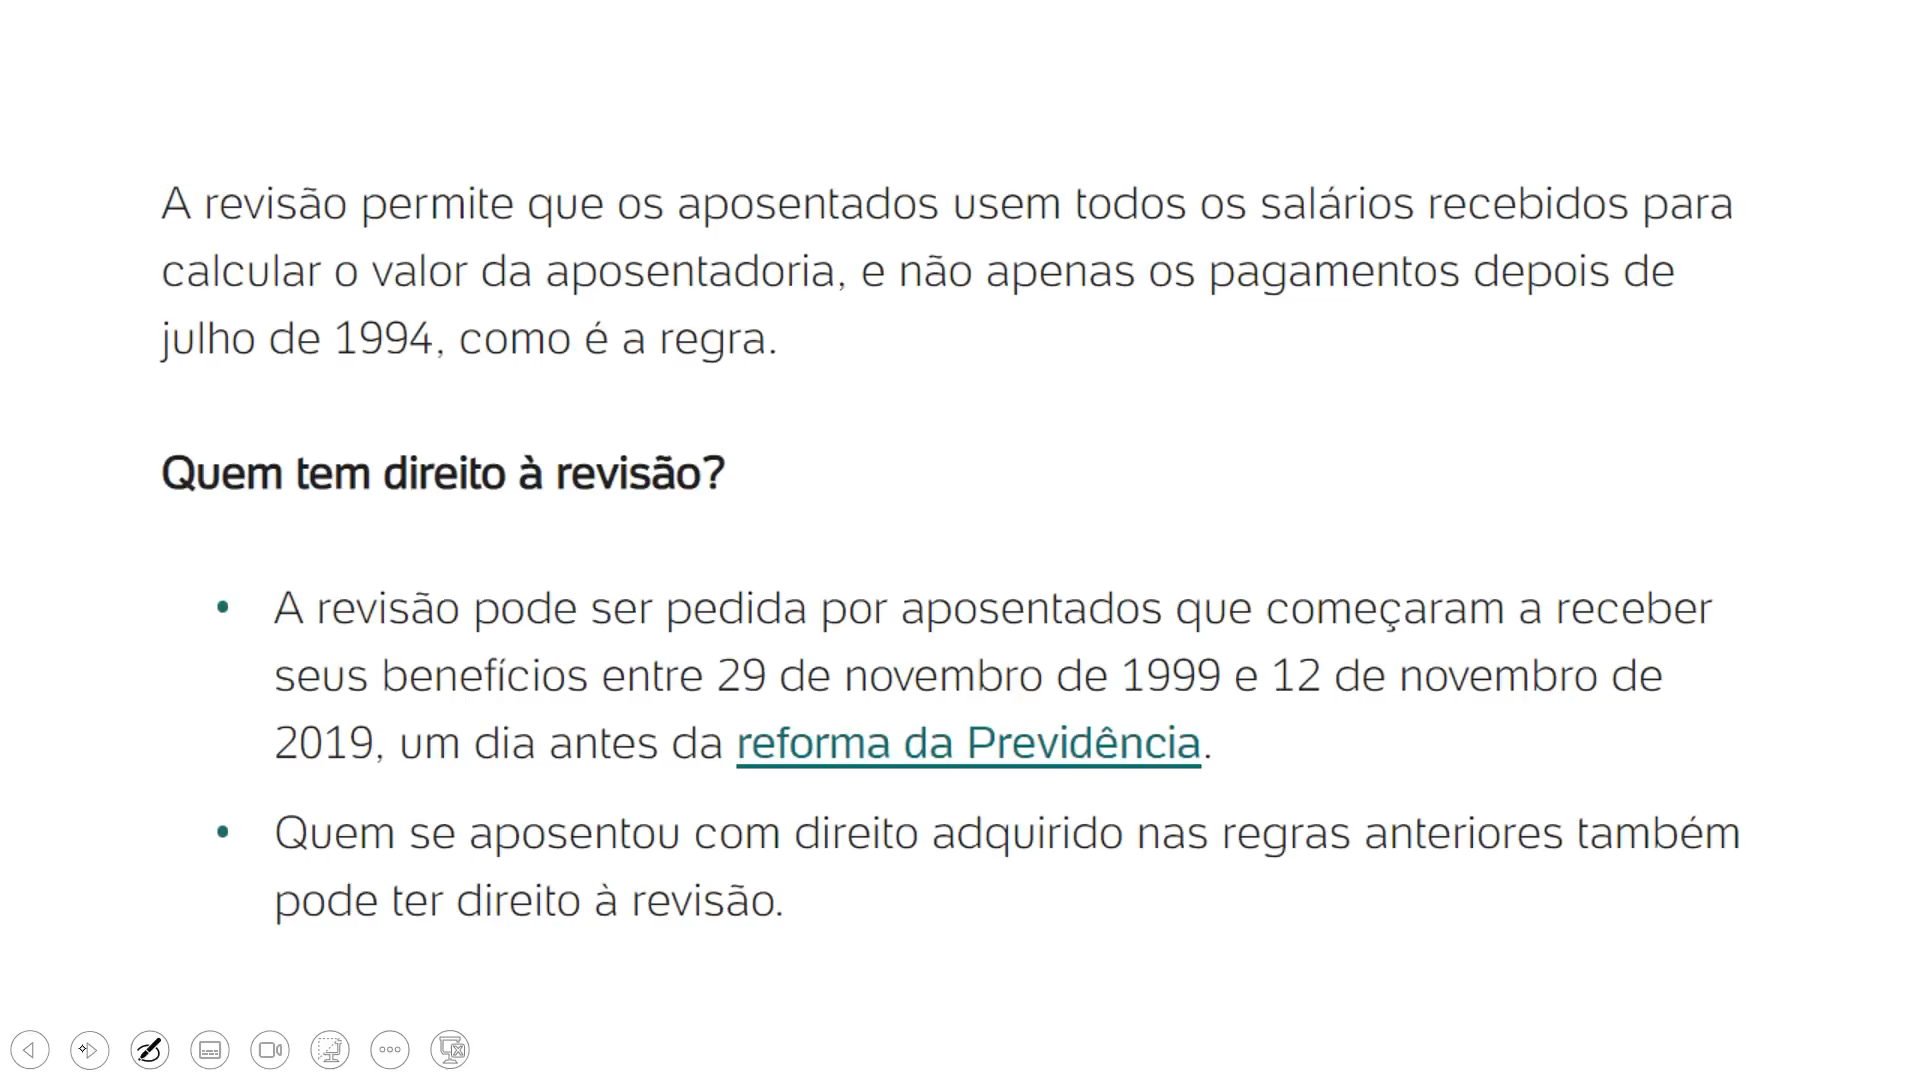 A revisão permite que os aposentados usem todos os salários recebidos para
calcular o valor da aposentadoria, e não apenas os pagamentos depois de
julho de 1994, como é a regra.
Quem tem direito à revisão?
• A revisão pode ser pedida por aposentados que começaram a receber
seus benefícios entre 29 de novembro de 1999 e 12 de novembro de
2019, um dia antes da reforma da Previdência.
• Quem se aposentou com direito adquirido nas regras anteriores também
pode ter direito à revisão.